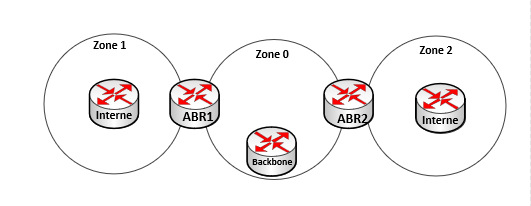 Zone 1
Zone 0
Zone 2
Interne
ABR1
ABR2
Interne
Backbone